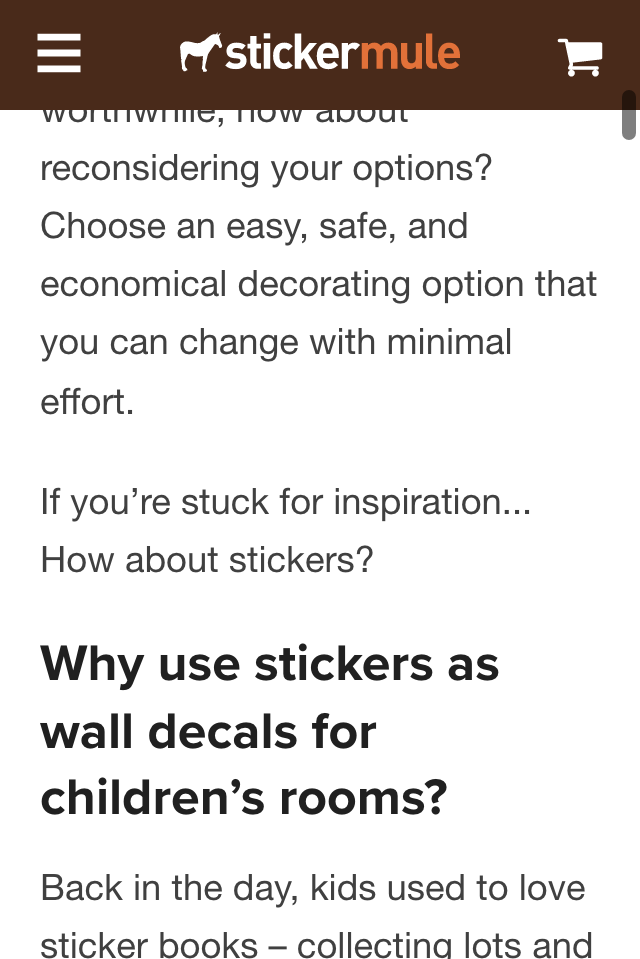 stickermule
worthwhile, how about
reconsidering your options?
Choose an easy, safe, and
economical decorating option that
you can change with minimal
effort.
If you’re stuck for inspiration...
How about stickers?
Why use stickers as
wall decals for
children’s rooms?
Back in the day, kids used to love
sticker books – collecting lots and